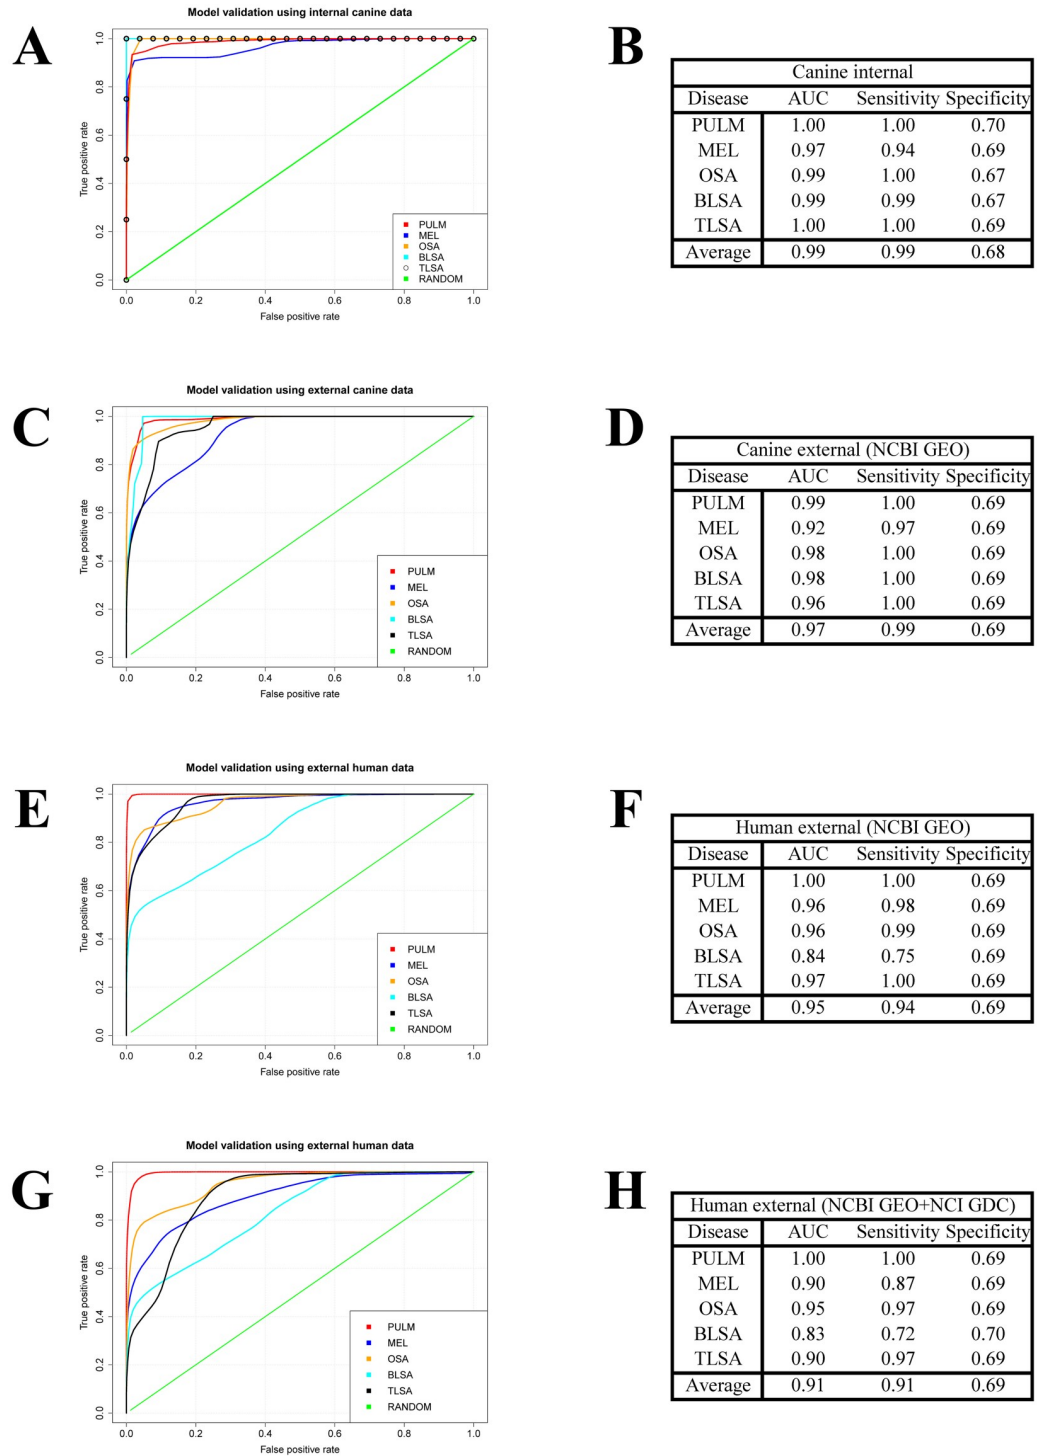 A
Model validation using internal canine data
True positive rate
1.0
0.8
0.6
0.4
0.2
0.0
PULM
MEL
OSA
BLSA
TLSA
RANDOM
0.0 0.2 0.4 0.6 0.8 1.0
False positive rate
B
Canine internal
Disease AUC Sensitivity Specificity
PULM 1.00 1.00 0.70
MEL 0.97 0.94 0.69
OSA 0.99 1.00 0.67
BLSA 0.99 0.99 0.67
TLSA 1.00 1.00 0.69
Average 0.99 0.99 0.68
C
Model validation using external canine data
True positive rate
1.0
0.8
0.6
0.4
0.2
0.0
PULM
MEL
OSA
BLSA
TLSA
RANDOM
0.0 0.2 0.4 0.6 0.8 1.0
False positive rate
D
Canine external (NCBI GEO)
Disease AUC Sensitivity Specificity
PULM 0.99 1.00 0.69
MEL 0.92 0.97 0.69
OSA 0.98 1.00 0.69
BLSA 0.98 1.00 0.69
TLSA 0.96 1.00 0.69
Average 0.97 0.99 0.69
E
Model validation using external human data
True positive rate
1.0
0.8
0.6
0.4
0.2
0.0
PULM
MEL
OSA
BLSA
TLSA
RANDOM
0.0 0.2 0.4 0.6 0.8 1.0
False positive rate
F
Human external (NCBI GEO)
Disease AUC Sensitivity Specificity
PULM 1.00 1.00 0.69
MEL 0.96 0.98 0.69
OSA 0.96 0.99 0.69
BLSA 0.84 0.75 0.69
TLSA 0.97 1.00 0.69
Average 0.95 0.94 0.69
G
Model validation using external human data
True positive rate
1.0
0.8
0.6
0.4
0.2
0.0
PULM
MEL
OSA
BLSA
TLSA
RANDOM
0.0 0.2 0.4 0.6 0.8 1.0
False positive rate
H
Human external (NCBI GEO+NCI GDC)
Disease AUC Sensitivity Specificity
PULM 1.00 1.00 0.69
MEL 0.90 0.87 0.69
OSA 0.95 0.97 0.69
BLSA 0.83 0.72 0.70
TLSA 0.90 0.97 0.69
Average 0.91 0.91 0.69